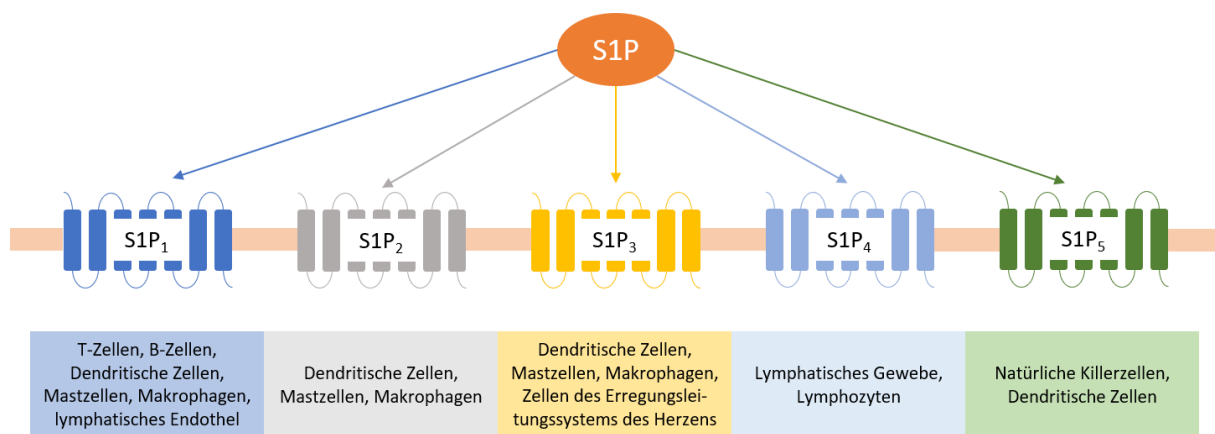 S1P
S1P₁
S1P₂
S1P₃
S1P₄
S1P₅
T-Zellen, B-Zellen,
Dendritische Zellen,
Mastzellen, Makrophagen,
lymphatisches Endothel
Dendritische Zellen,
Mastzellen, Makrophagen
Dendritische Zellen,
Mastzellen, Makrophagen,
Zellen des Erregungslei-
tungssystems des Herzens
Lymphatisches Gewebe,
Lymphozyten
Natürliche Killerzellen,
Dendritische Zellen